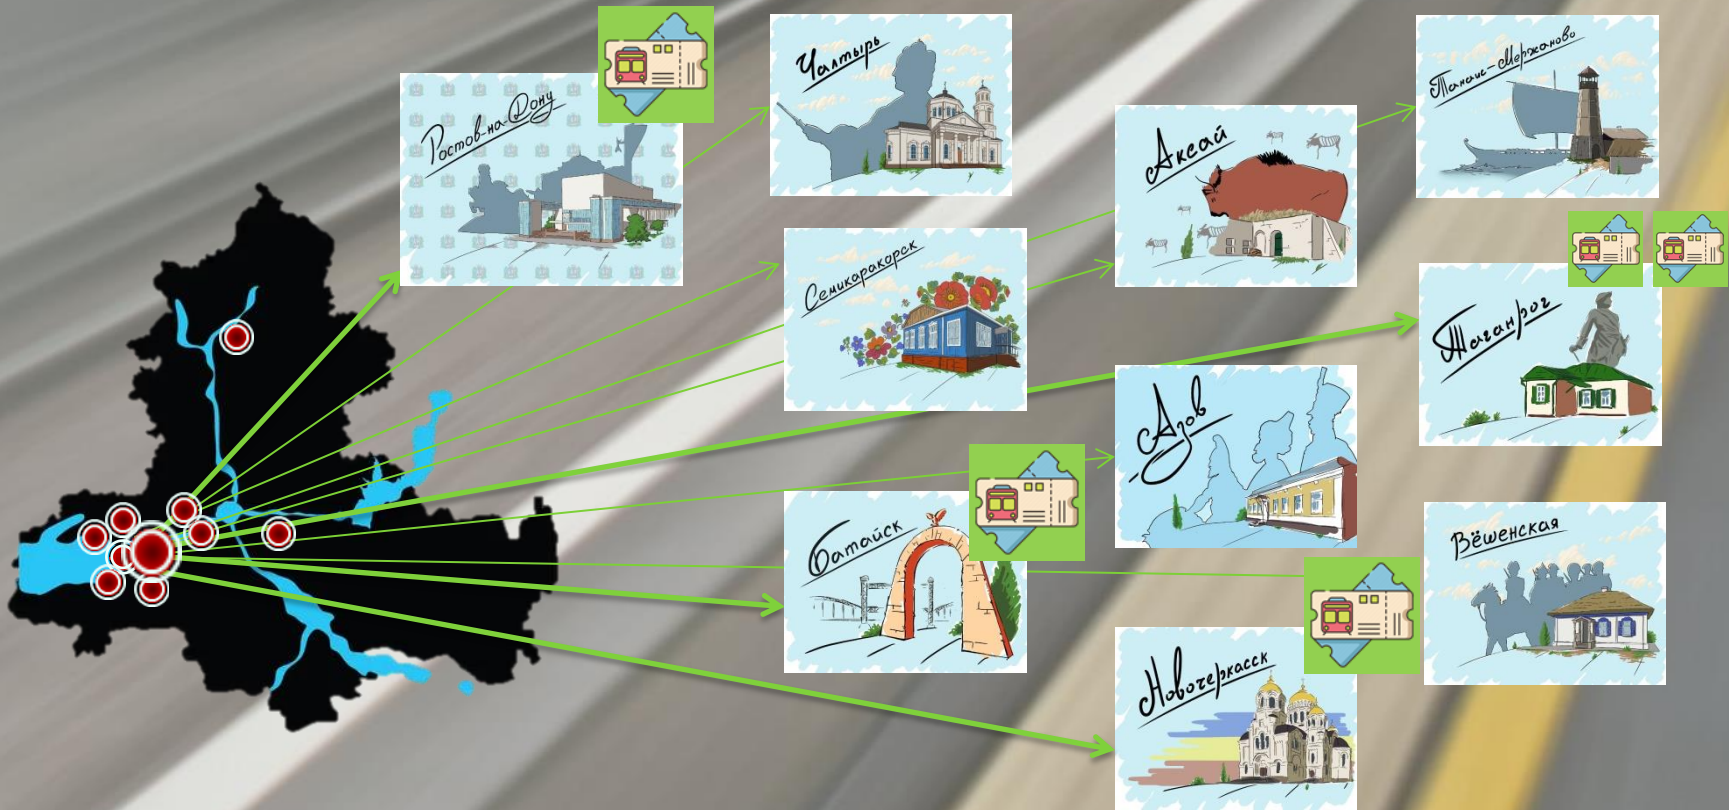 Ростов-на-Дону
Чалтырь
Семикаракорск
Батайск
Аксай
Азов
Новочеркасск
Танаис-Мержаново
Таганрог
Вёшенская